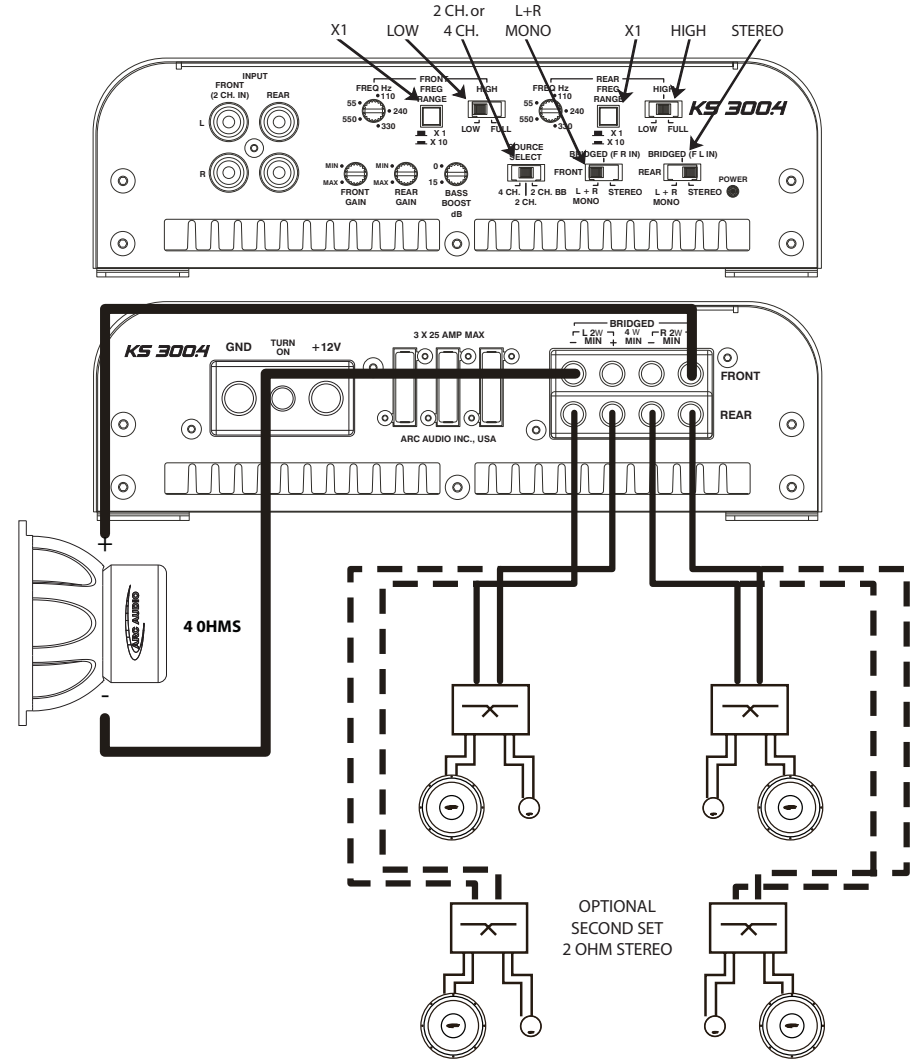 2 CH. or L+R
X1 LOW 4 CH. MONO X1 HIGH STEREO
INPUT
FRONT
(2 CH. IN) REAR
L
R
FRONT
FREQ Hz FREG
RANGE HIGH
55 110
240
550 330
X 1
X 10
LOW FULL
REAR
FREQ Hz FREG
RANGE HIGH
55 110
240
550 330
X 1
X 10
LOW FULL
KS 300.4
SOURCE
SELECT
4 CH. 2 CH. BB
2 CH.
BRIDGED (F R IN)
FRONT
L + R STEREO
MONO
BRIDGED (F L IN)
REAR
L + R STEREO
MONO
POWER
MIN
MAX
FRONT
GAIN
MIN
MAX
REAR
GAIN
0
15
BASS
BOOST
dB
KS 300.4
GND TURN
ON +12V
3 X 25 AMP MAX
ARC AUDIO INC., USA
BRIDGED
L 2W 4 W R 2W
− MIN + MIN − MIN
FRONT
REAR
+
ARC AUDIO
4 0HMS
-
OPTIONAL
SECOND SET
2 OHM STEREO